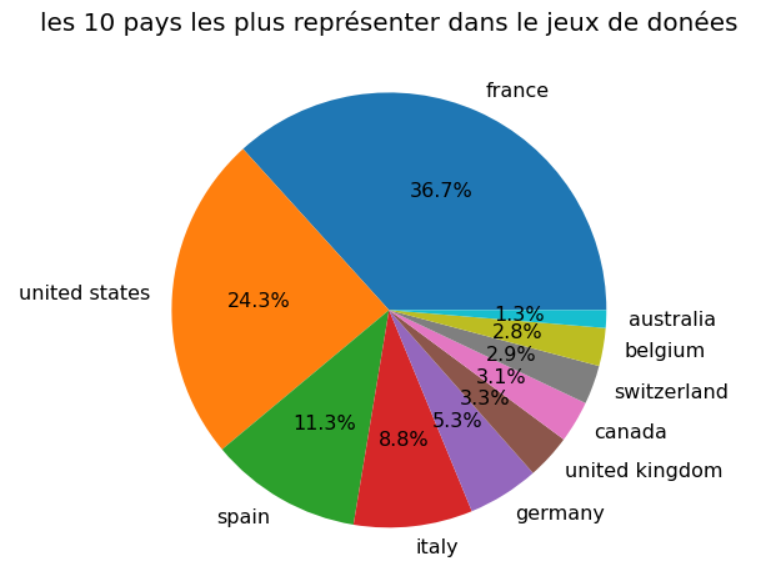 les 10 pays les plus représenter dans le jeux de donées
france
36.7%
united states
24.3%
1.3%
australia
2.8%
belgium
2.9%
switzerland
3.1%
canada
3.3%
united kingdom
5.3%
germany
11.3%
spain
8.8%
italy